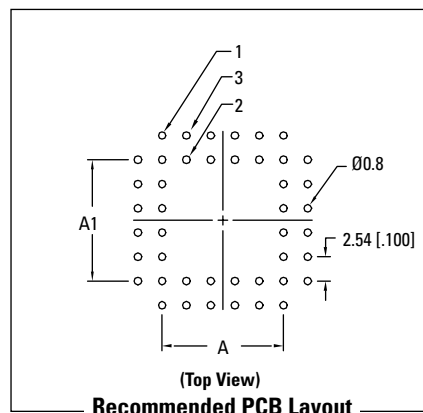 1
3
2
Ø0.8
A1
2.54 [.100]
A
(Top View)
Recommended PCB Layout